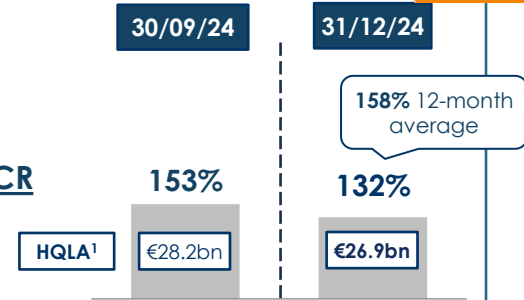 30/09/24 31/12/24
158% 12-month
average
CR 153% 132%
HQLA¹ €28.2bn €26.9bn